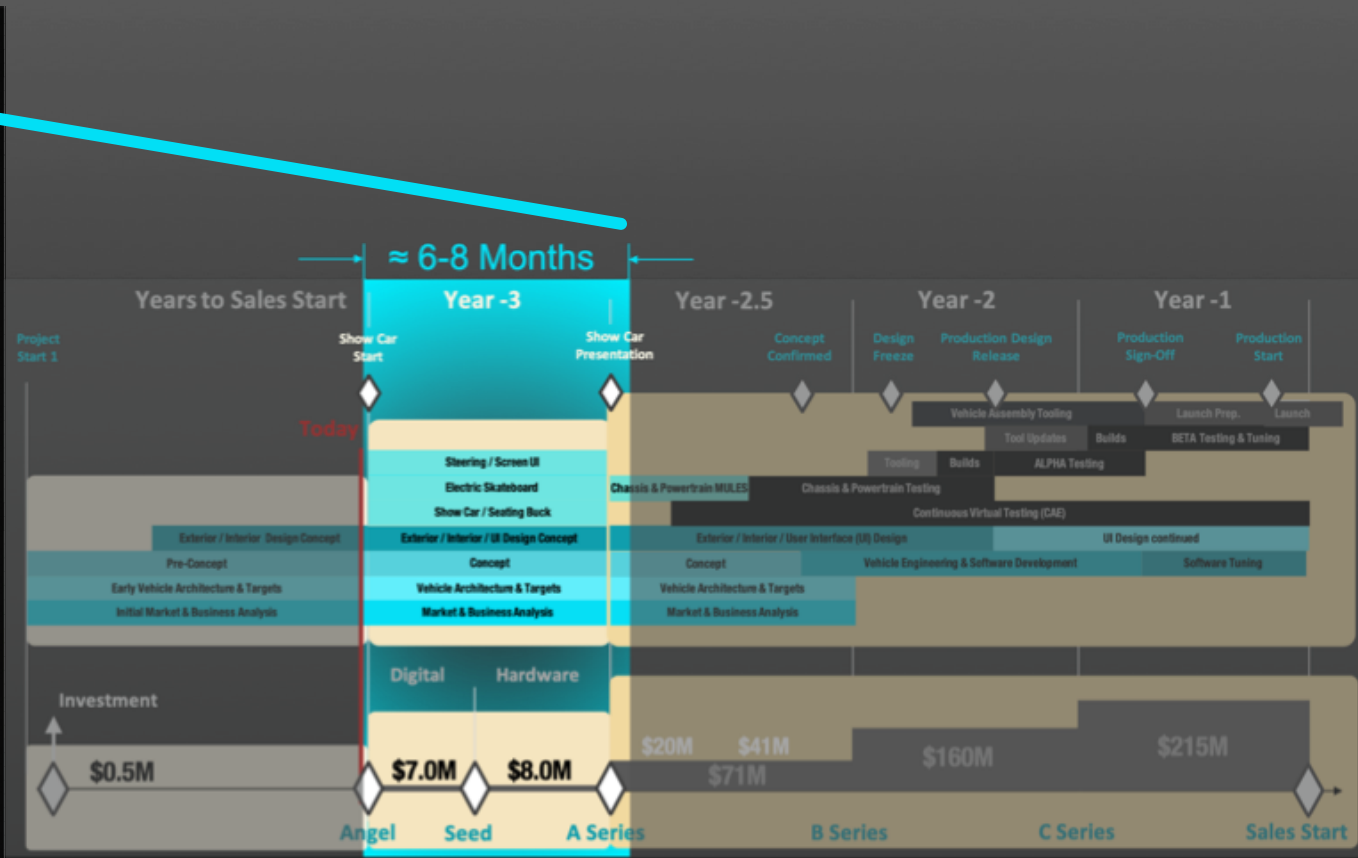 ≈ 6-8 Months
Years to Sales Start
Year -3
Year -2.5
Year -2
Year -1
Project
Start 1
Show Car
Start
Show Car
Presentation
Concept
Confirmed
Design
Freeze
Production Design
Release
Production
Sign-Off
Production
Start
Today
Vehicle Assembly Tooling
Launch Prep.
Launch
Tool Updates
Builds
BETA Testing & Tuning
Steering / Screen UI
Tooling
Builds
ALPHA Testing
Electric Skateboard
Chassis & Powertrain MULES
Chassis & Powertrain Testing
Show Car / Seating Buck
Continuous Virtual Testing (CAE)
Exterior / Interior Design Concept
Exterior / Interior / UI Design Concept
Exterior / Interior / User Interface (UI) Design
UI Design continued
Pre-Concept
Concept
Concept
Vehicle Engineering & Software Development
Software Tuning
Early Vehicle Architecture & Targets
Vehicle Architecture & Targets
Vehicle Architecture & Targets
Initial Market & Business Analysis
Market & Business Analysis
Market & Business Analysis
Digital
Hardware
Investment
$0.5M
$7.0M
$8.0M
$20M
$41M
$71M
$160M
$215M
Angel
Seed
A Series
B Series
C Series
Sales Start